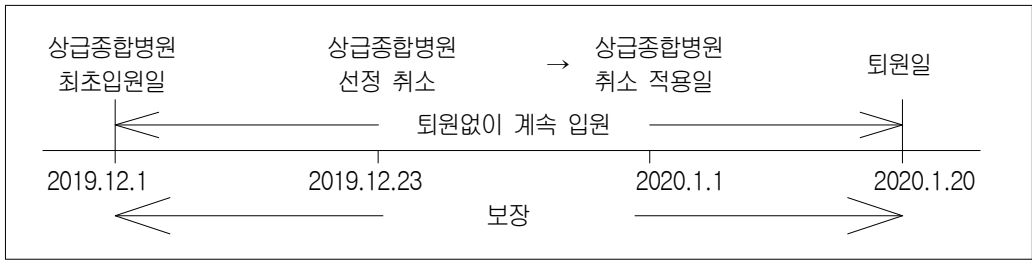 상급종합병원 상급종합병원 → 상급종합병원 퇴원일
최초입원일 선정 취소 취소 적용일
퇴원없이 계속 입원
2019.12.1 2019.12.23 2020.1.1 2020.1.20
보장